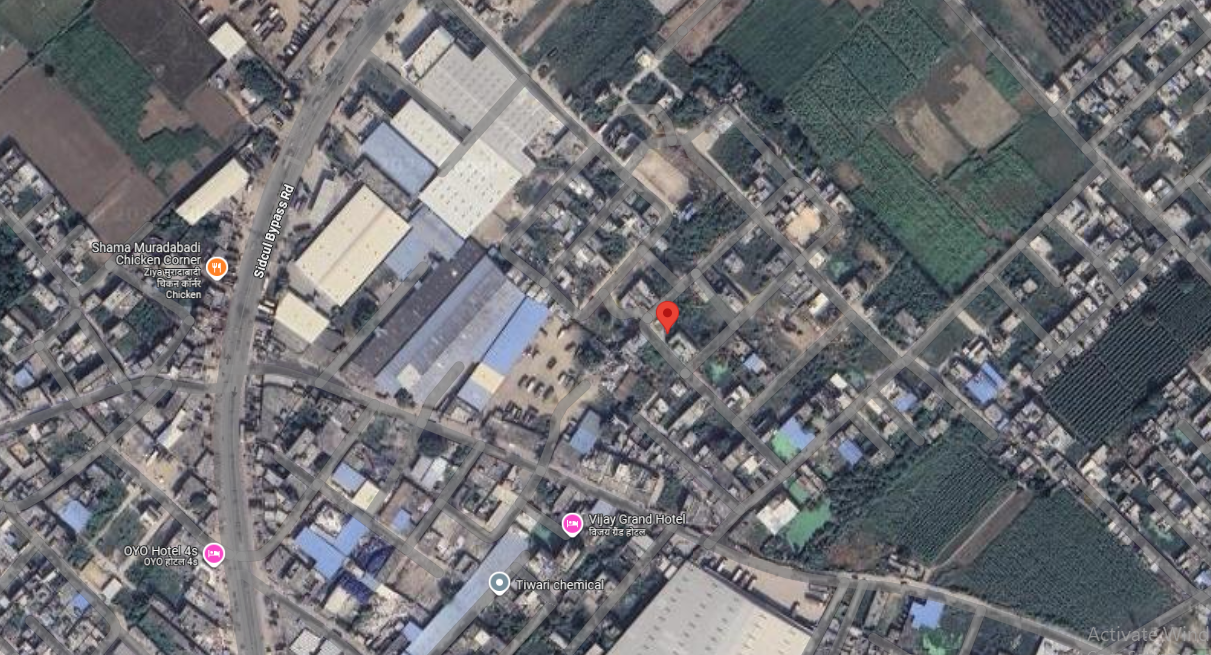 Sidcul Bypass Rd
Shama Muradabadi
Chicken Corner
Ziya मुरादाबादी
चिकन कॉर्नर
Chicken
Vijay Grand Hotel
विजय ग्रैंड होटल
OYO Hotel 4s
OYO होटल 4s
Tiwari chemical
Activate Wind